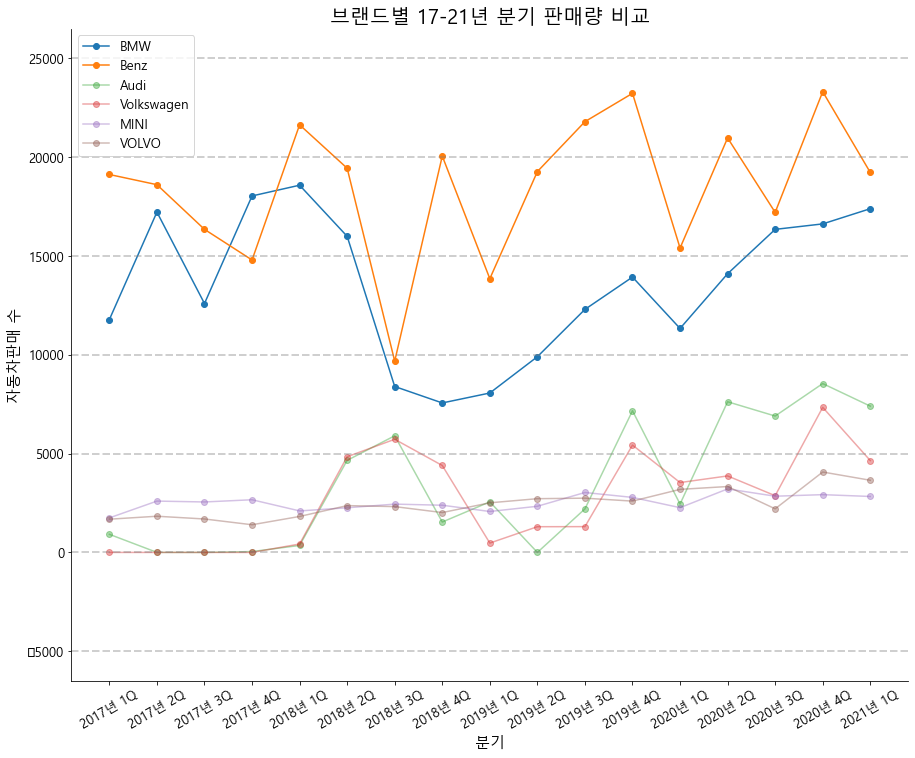 브랜드별 17-21년 분기 판매량 비교
BMW
Benz
Audi
Volkswagen
MINI
VOLVO
자동차판매 수
25000
20000
15000
10000
5000
0
□5000
2017년 1Q
2017년 2Q
2017년 3Q
2017년 4Q
2018년 1Q
2018년 2Q
2018년 3Q
2018년 4Q
2019년 1Q
2019년 2Q
2019년 3Q
2019년 4Q
2020년 1Q
2020년 2Q
2020년 3Q
2020년 4Q
2021년 1Q
분기